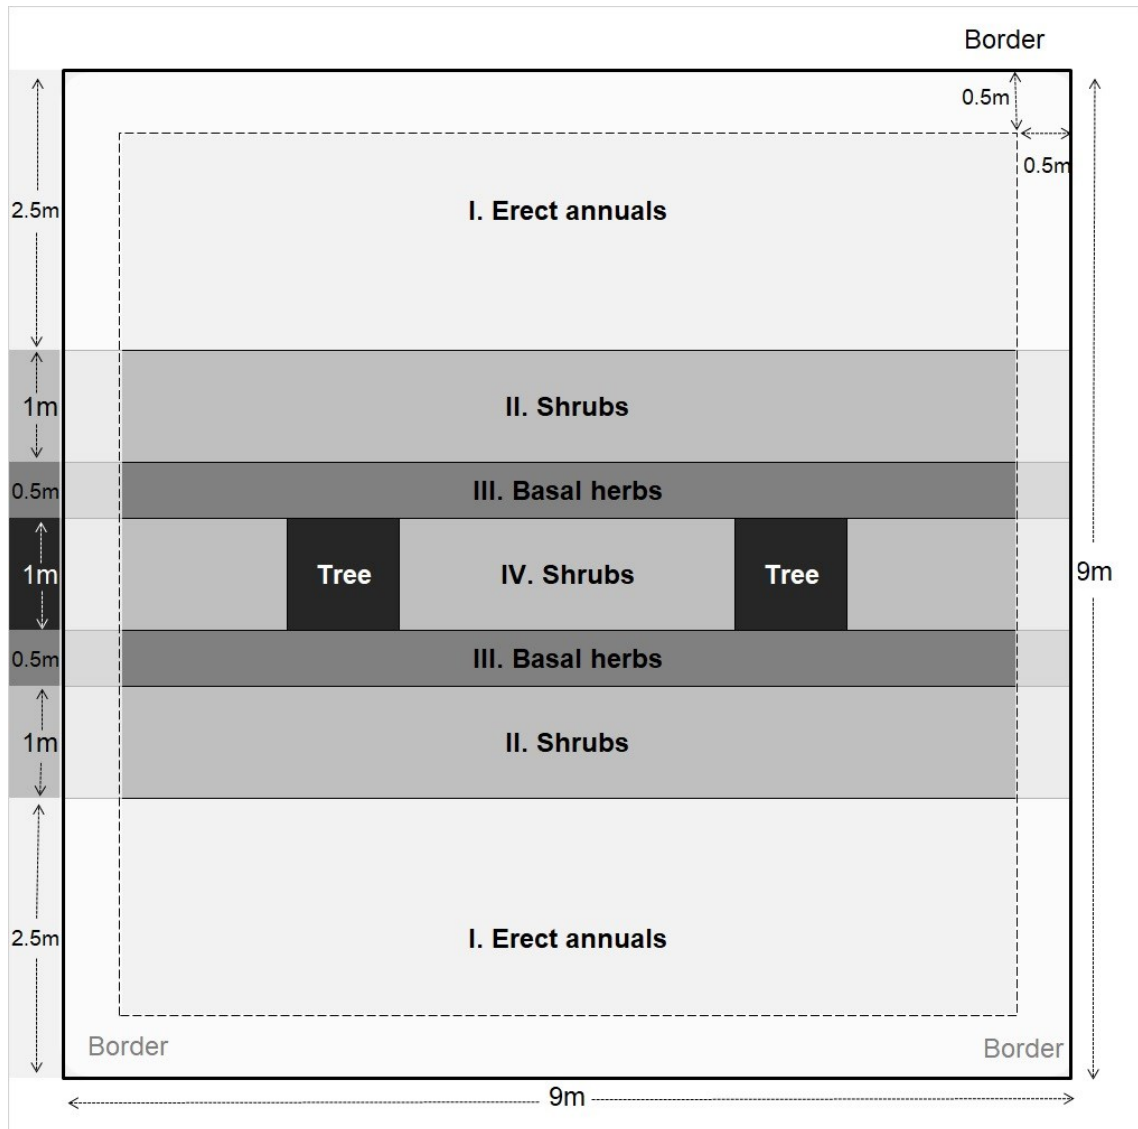 Border
0.5m
0.5m
2.5m
I. Erect annuals
1m
II. Shrubs
0.5m
III. Basal herbs
1m
Tree
IV. Shrubs
Tree
9m
0.5m
III. Basal herbs
1m
II. Shrubs
2.5m
I. Erect annuals
Border
Border
9m